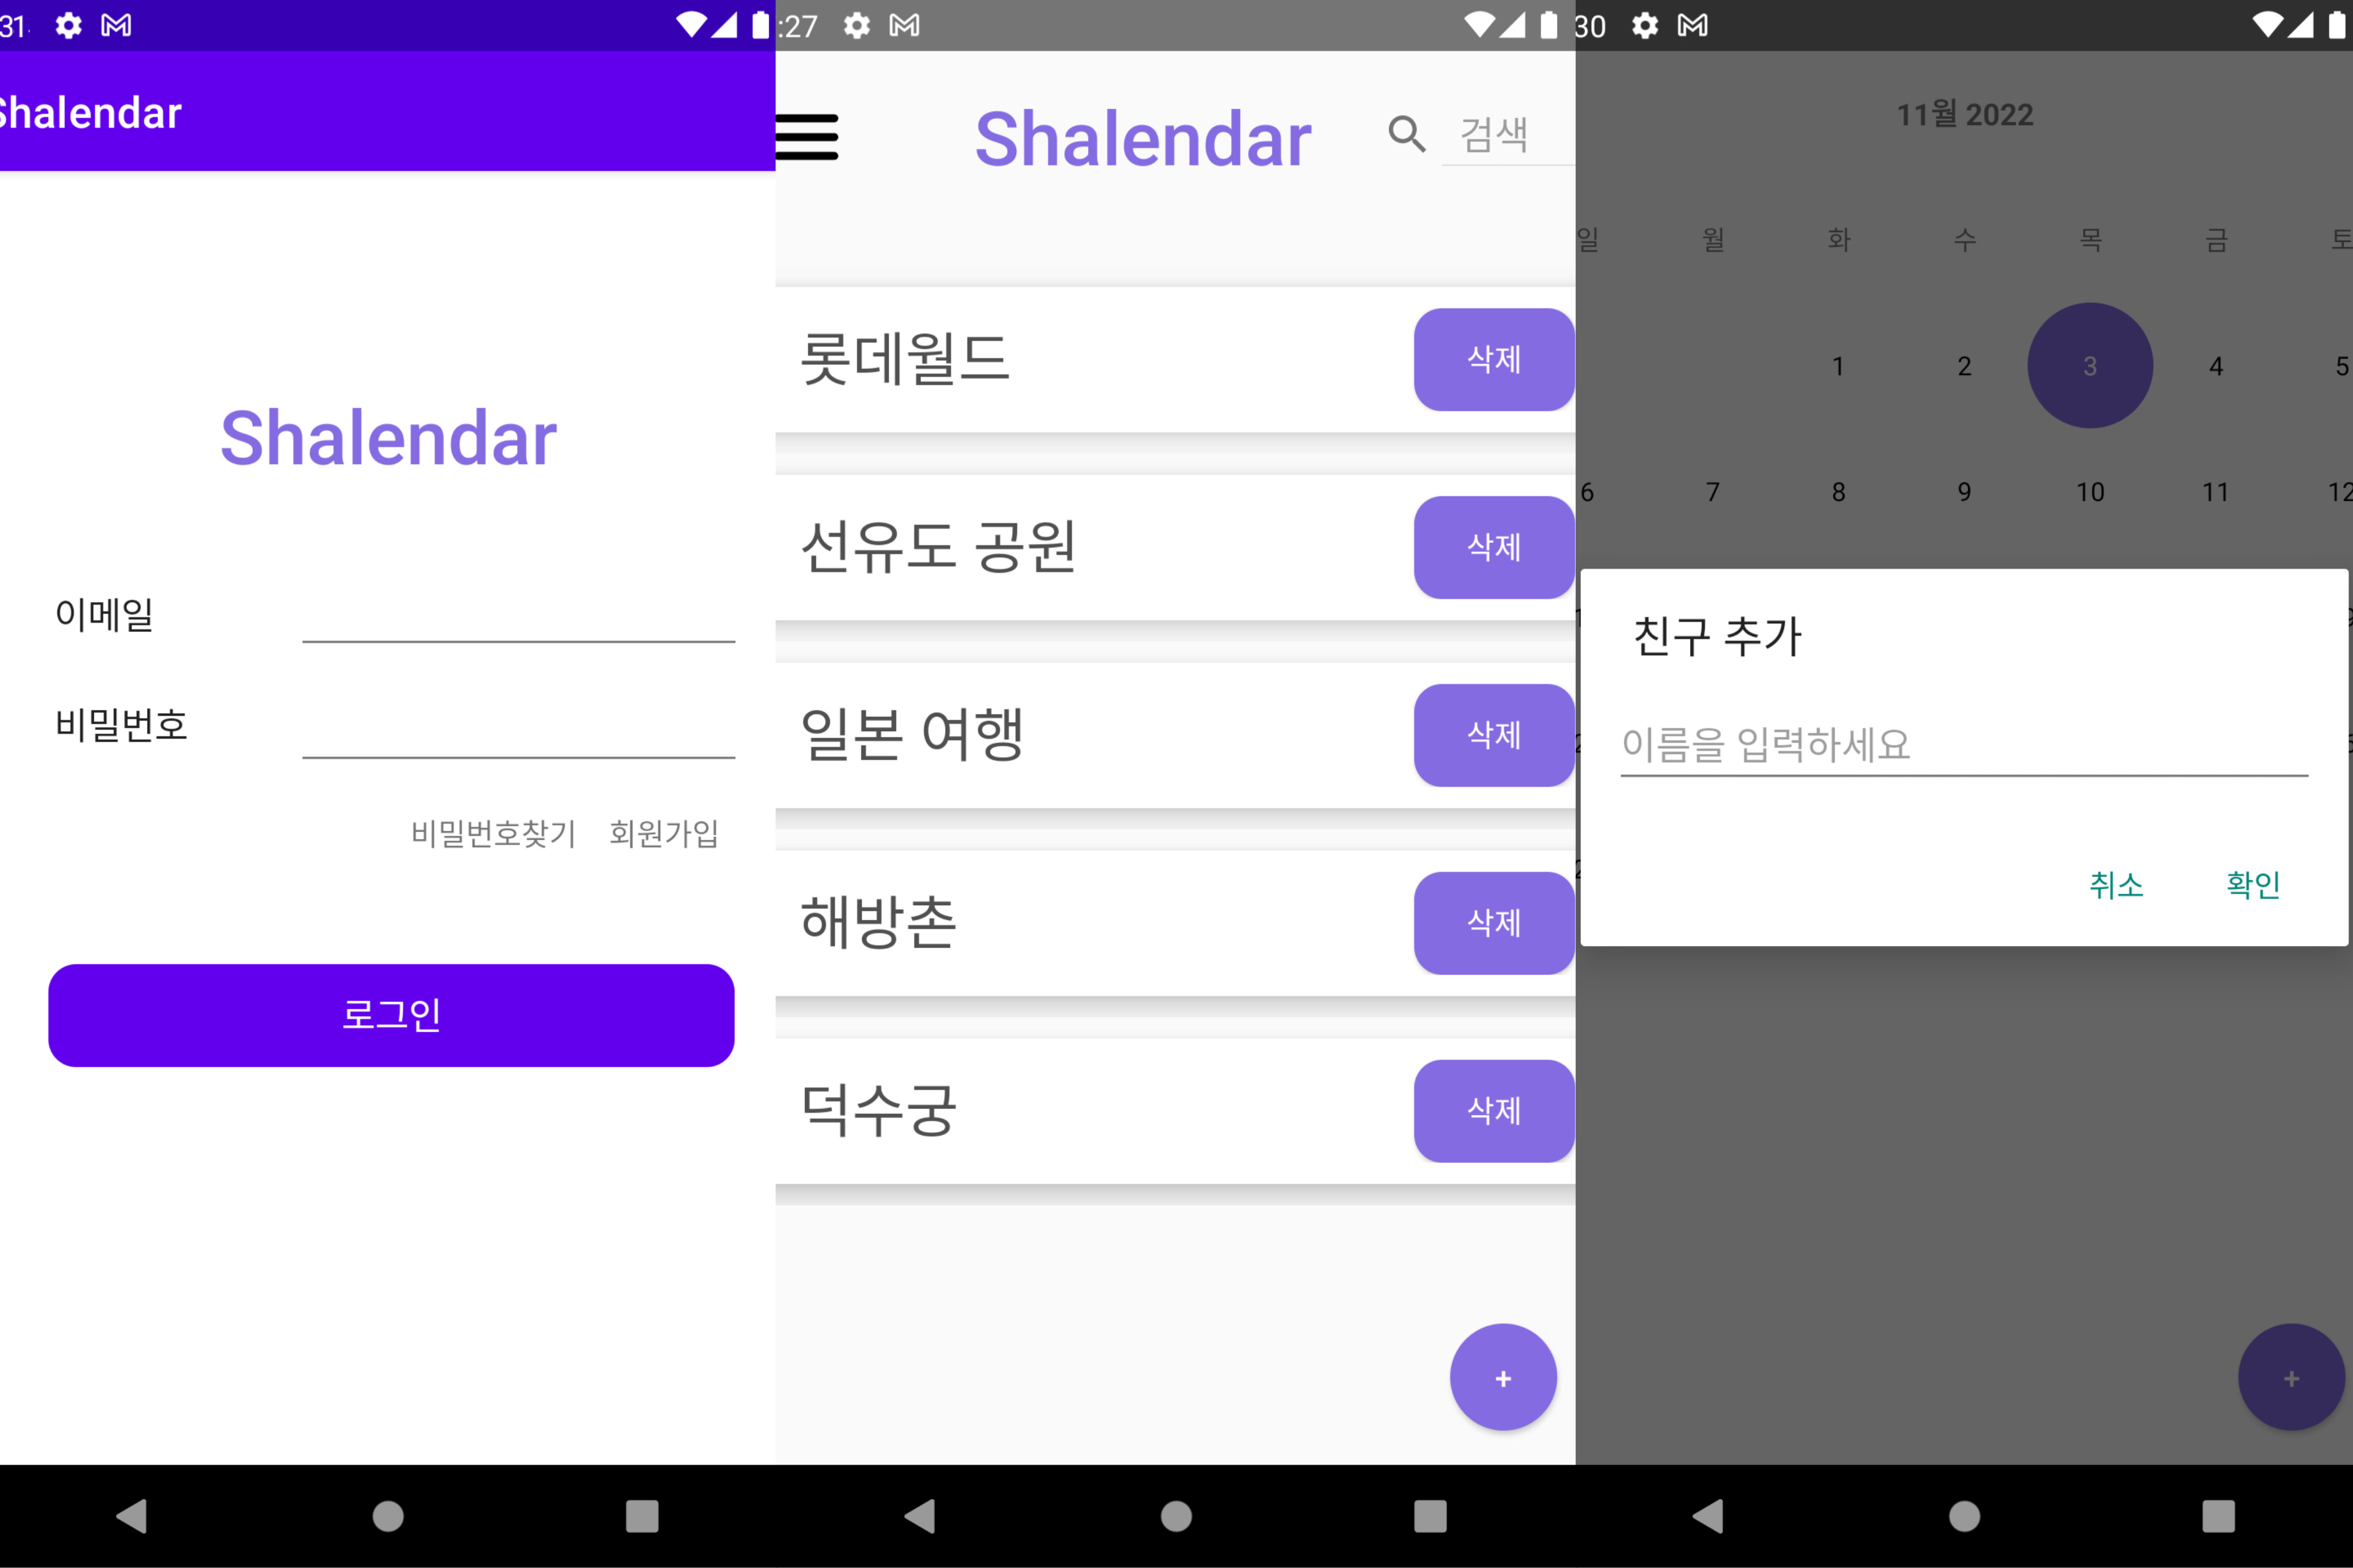 31
Shalendar
Shalendar
이메일
비밀번호
비밀번호찾기 회원가입
로그인
:27
Shalendar
검색
롯데월드
삭제
선유도 공원
삭제
일본 여행
삭제
해방촌
삭제
덕수궁
삭제
+
30
11월 2022
일 월 화 수 목 금 토
1 2 3 4 5
6 7 8 9 10 11 12
친구 추가
이름을 입력하세요
취소 확인
+